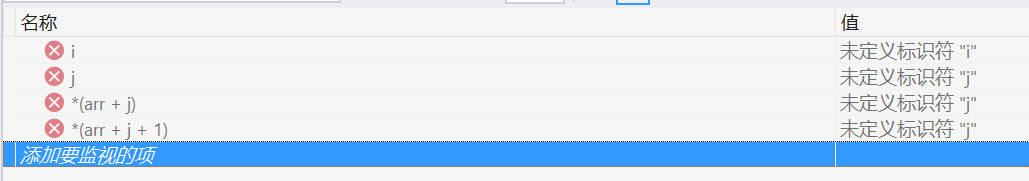 名称 值
i 未定义标识符 "i"
j 未定义标识符 "j"
*(arr + j) 未定义标识符 "j"
*(arr + j + 1) 未定义标识符 "j"
添加要监视的项